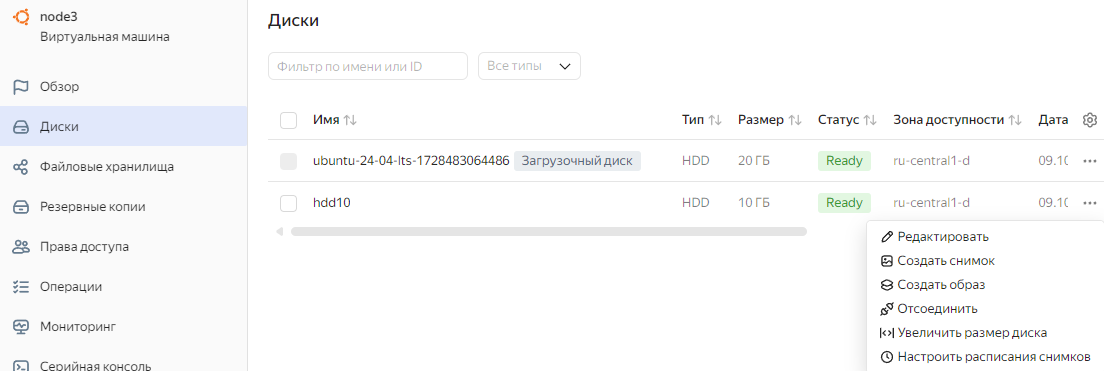 node3
Виртуальная машина
Обзор
Диски
Файловые хранилища
Резервные копии
Права доступа
Операции
Мониторинг
Серийная консоль
Диски
Фильтр по имени или ID
Все типы
Имя Тип Размер Статус Зона доступности Дата
ubuntu-24-04-lts-1728483064486 Загрузочный диск HDD 20 ГБ Ready ru-central1-d 09.10
hdd10 HDD 10 ГБ Ready ru-central1-d 09.10
Редактировать
Создать снимок
Создать образ
Отсоединить
Увеличить размер диска
Настроить расписания снимков